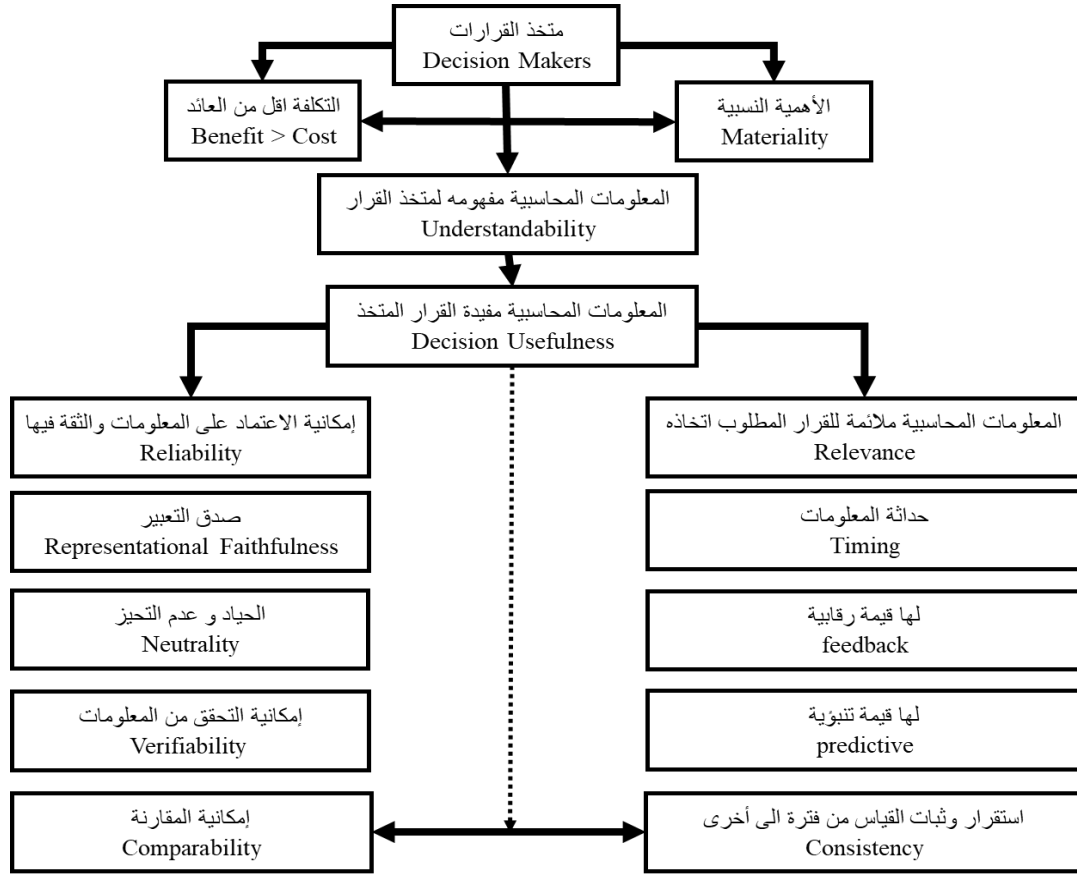 متخذ القرارات
Decision Makers
التكلفة اقل من العائد
Benefit > Cost
الأهمية النسبية
Materiality
المعلومات المحاسبية مفهومه لمتخذ القرار
Understandability
المعلومات المحاسبية مفيدة القرار المتخذ
Decision Usefulness
إمكانية الاعتماد على المعلومات والثقة فيها
Reliability
المعلومات المحاسبية ملائمة للقرار المطلوب اتخاذه
Relevance
صدق التعبير
Representational Faithfulness
حداثة المعلومات
Timing
الحياد و عدم التحيز
Neutrality
لها قيمة رقابية
feedback
إمكانية التحقق من المعلومات
Verifiability
لها قيمة تنبؤية
predictive
إمكانية المقارنة
Comparability
استقرار وثبات القياس من فترة الى أخرى
Consistency